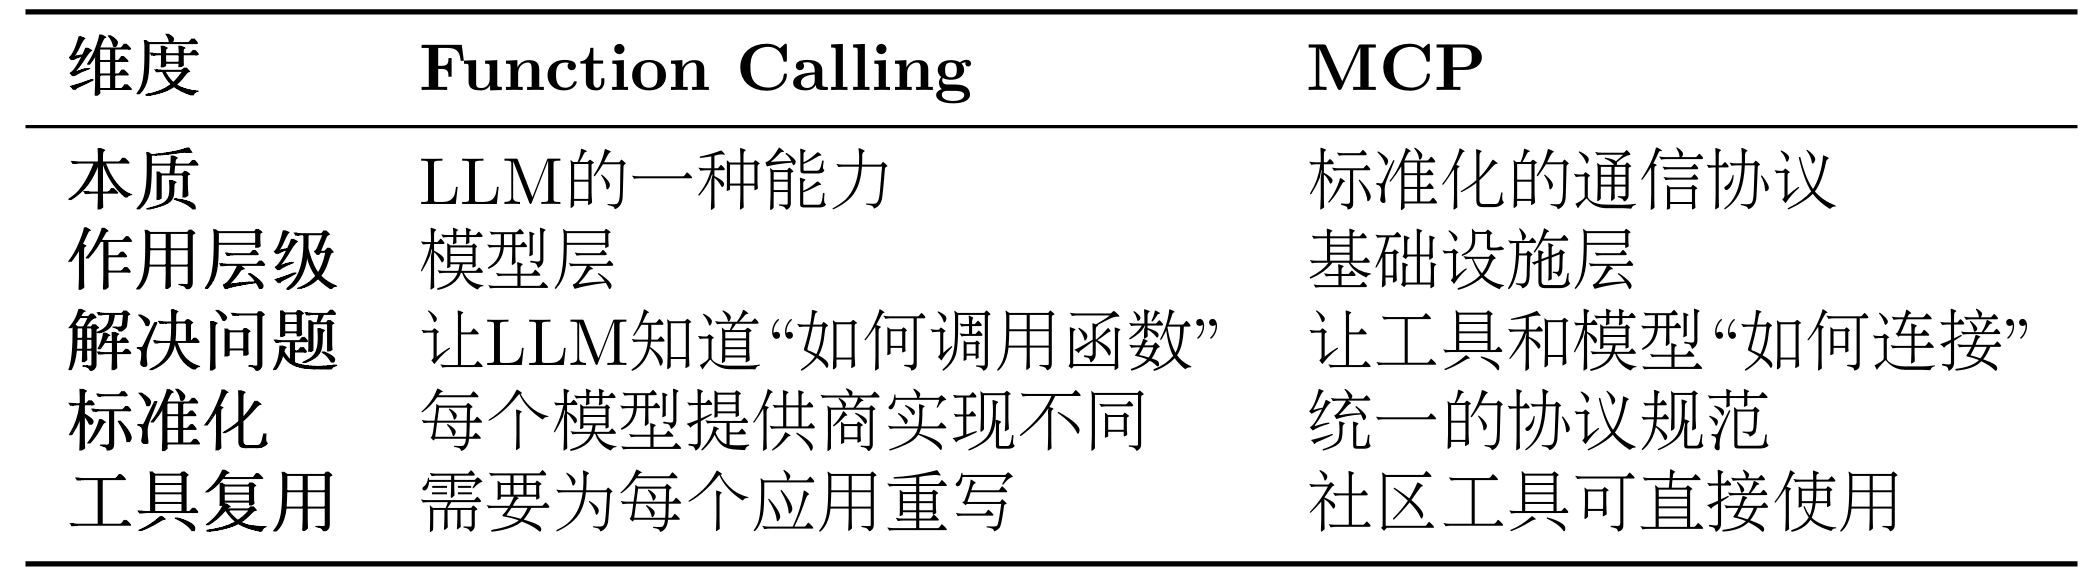 维度 Function Calling MCP
本质 LLM的一种能力 标准化的通信协议
作用层级 模型层 基础设施层
解决问题 让LLM知道“如何调用函数” 让工具和模型“如何连接”
标准化 每个模型提供商实现不同 统一的协议规范
工具复用 需要为每个应用重写 社区工具可直接使用